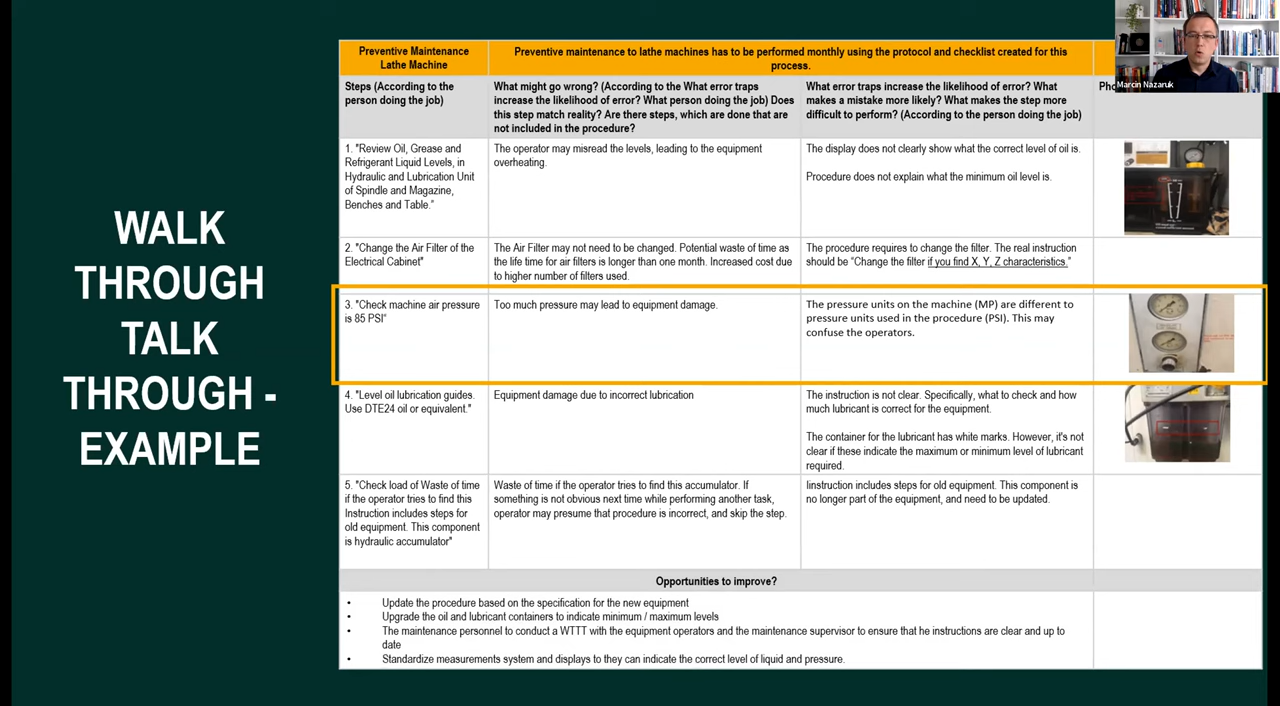 WALK
THROUGH
TALK
THROUGH -
EXAMPLE
Preventive Maintenance
Lathe Machine
Preventive maintenance to lathe machines has to be performed monthly using the protocol and checklist created for this
process.
Steps (According to the
person doing the job)
What might go wrong? (According to the What error traps
increase the likelihood of error? What person doing the job) Does
this step match reality? Are there steps, which are done that are
not included in the procedure?
What error traps increase the likelihood of error? What
makes a mistake more likely? What makes the step more
difficult to perform? (According to the person doing the job)
Marcin Nazaruk
1. "Review Oil, Grease and
Refrigerant Liquid Levels, in
Hydraulic and Lubrication Unit
of Spindle and Magazine,
Benches and Table."
The operator may misread the levels, leading to the equipment
overheating.
The display does not clearly show what the correct level of oil is.
Procedure does not explain what the minimum oil level is.
2. "Change the Air Filter of the
Electrical Cabinet"
The Air Filter may not need to be changed. Potential waste of time as
the life time for air filters is longer than one month. Increased cost due
to higher number of filters used.
The procedure requires to change the filter. The real instruction
should be “Change the filter if you find X, Y, Z characteristics.”
3. "Check machine air pressure
is 85 PSI"
Too much pressure may lead to equipment damage.
The pressure units on the machine (MP) are different to
pressure units used in the procedure (PSI). This may
confuse the operators.
4. "Level oil lubrication guides.
Use DTE24 oil or equivalent."
Equipment damage due to incorrect lubrication
The instruction is not clear. Specifically, what to check and how
much lubricant is correct for the equipment.
The container for the lubricant has white marks. However, it's not
clear if these indicate the maximum or minimum level of lubricant
required.
5. "Check load of Waste of time
if the operator tries to find this
Instruction includes steps for
old equipment. This component
is hydraulic accumulator"
Waste of time if the operator tries to find this accumulator. If
something is not obvious next time while performing another task,
operator may presume that procedure is incorrect, and skip the step.
Iinstruction includes steps for old equipment. This component is
no longer part of the equipment, and need to be updated.
Opportunities to improve?
• Update the procedure based on the specification for the new equipment
• Upgrade the oil and lubricant containers to indicate minimum / maximum levels
• The maintenance personnel to conduct a WTTT with the equipment operators and the maintenance supervisor to ensure that he instructions are clear and up to
date
• Standardize measurements system and displays to they can indicate the correct level of liquid and pressure.